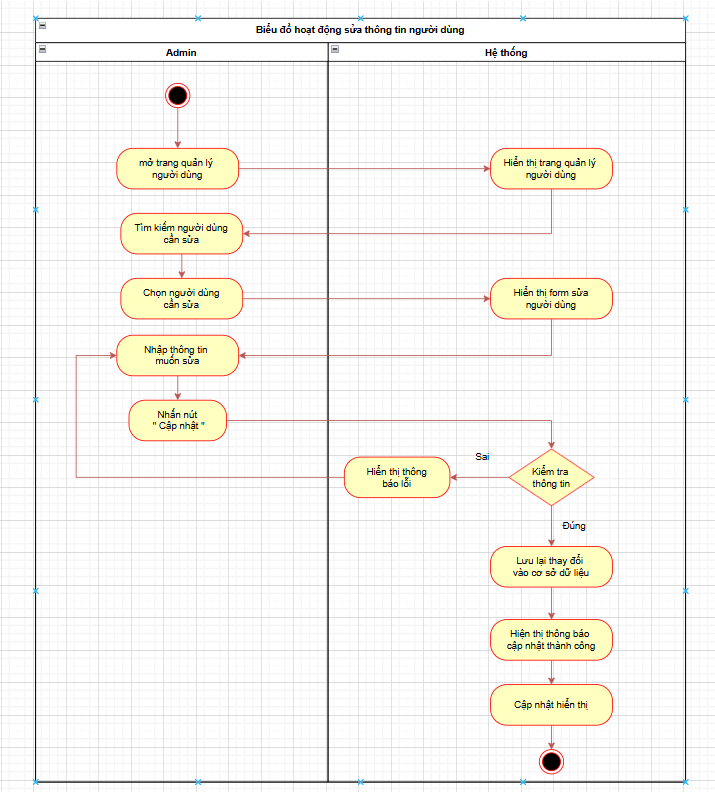 Biểu đồ hoạt động sửa thông tin người dùng
Admin
Hệ thống
mở trang quản lý
người dùng
Hiển thị trang quản lý
người dùng
Tìm kiếm người dùng
cần sửa
Chọn người dùng
cần sửa
Hiển thị form sửa
người dùng
Nhập thông tin
muốn sửa
Nhấn nút
" Cập nhật "
Kiểm tra
thông tin
Sai
Hiển thị thông
báo lỗi
Đúng
Lưu lại thay đổi
vào cơ sở dữ liệu
Hiện thị thông báo
cập nhật thành công
Cập nhật hiển thị